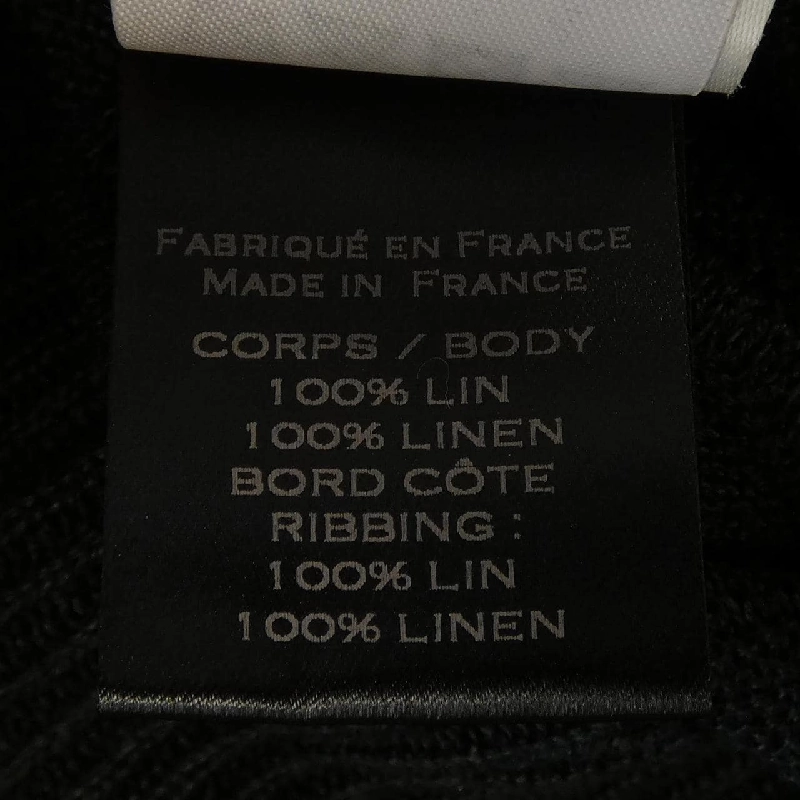 FABRIQUÉ EN FRANCE
MADE IN FRANCE
CORPS / BODY
100% LIN
100% LINEN
BORD CÔTE
RIBBING :
100% LIN
100% LINEN